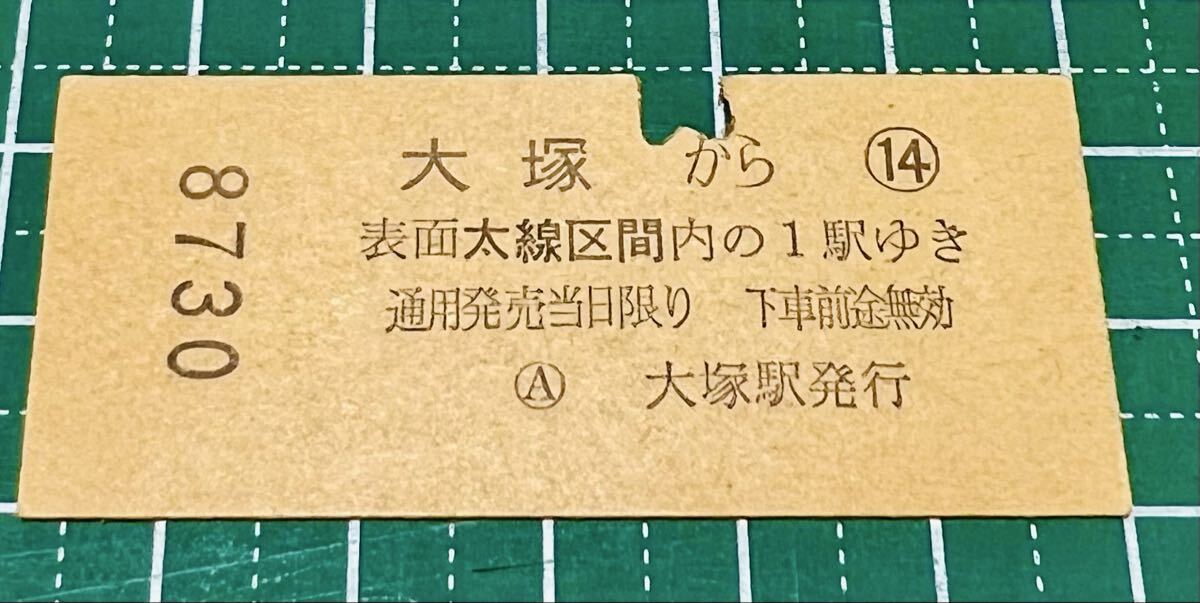 8730
大塚 から ⑭
表面太線区間内の1駅ゆき
通用発売当日限り 下車前途無効
Ⓐ 大塚駅発行